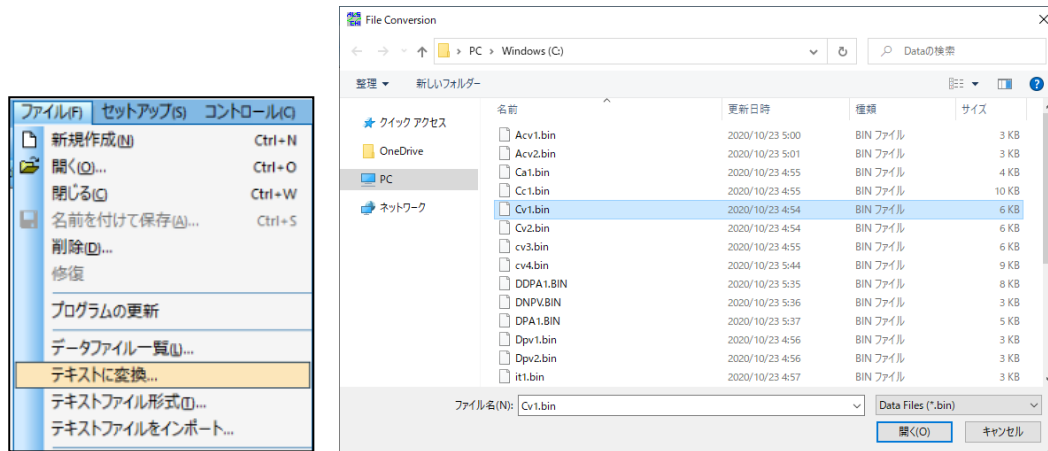 ファイル(F) セットアップ(S) コントロール(C)
新規作成(N) Ctrl+N
開く(O)... Ctrl+O
閉じる(C) Ctrl+W
名前を付けて保存(A)... Ctrl+S
削除(D)...
修復
プログラムの更新
データファイル一覧(L)...
テキストに変換...
テキストファイル形式(T)...
テキストファイルをインポート...
File Conversion
PC › Windows (C:)
Dataの検索
整理 新しいフォルダー
名前 更新日時 種類 サイズ
クイック アクセス
OneDrive
PC
ネットワーク
Acv1.bin 2020/10/23 5:00 BIN ファイル 3 KB
Acv2.bin 2020/10/23 5:01 BIN ファイル 3 KB
Ca1.bin 2020/10/23 4:55 BIN ファイル 4 KB
Cc1.bin 2020/10/23 4:55 BIN ファイル 10 KB
Cv1.bin 2020/10/23 4:54 BIN ファイル 6 KB
Cv2.bin 2020/10/23 4:54 BIN ファイル 6 KB
cv3.bin 2020/10/23 4:55 BIN ファイル 6 KB
cv4.bin 2020/10/23 5:44 BIN ファイル 9 KB
DDPA1.BIN 2020/10/23 5:35 BIN ファイル 8 KB
DNPV.BIN 2020/10/23 5:36 BIN ファイル 3 KB
DPA1.BIN 2020/10/23 5:37 BIN ファイル 5 KB
Dpv1.bin 2020/10/23 4:56 BIN ファイル 3 KB
Dpv2.bin 2020/10/23 4:56 BIN ファイル 3 KB
it1.bin 2020/10/23 4:57 BIN ファイル 3 KB
ファイル名(N): Cv1.bin Data Files (*.bin)
開く(O) キャンセル